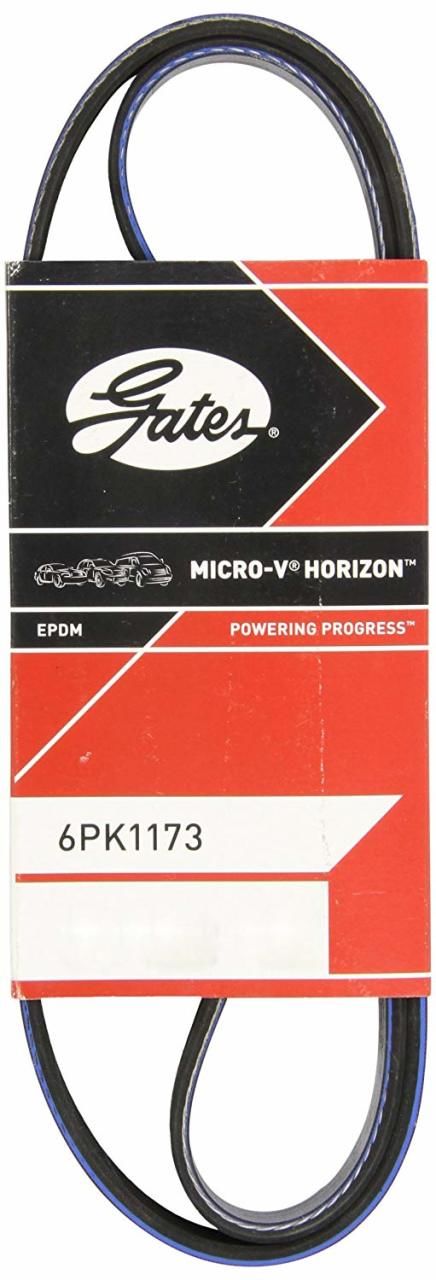 Gates®
MICRO-V® HORIZON™
EPDM
POWERING PROGRESS™
6PK1173